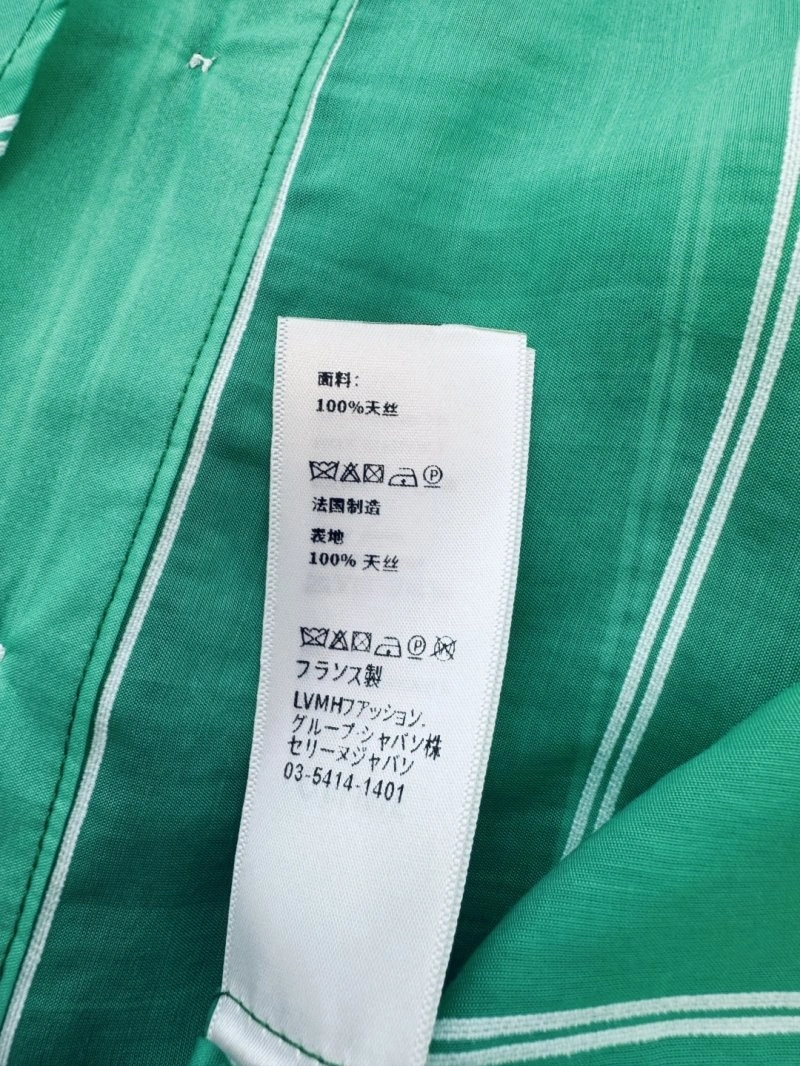 面料:
100%天丝
P
法国制造
表地
100% 天丝
P
フランス製
LVMHファッション.
グループ・シャパン株
セリーヌジャパン
03-5414-1401